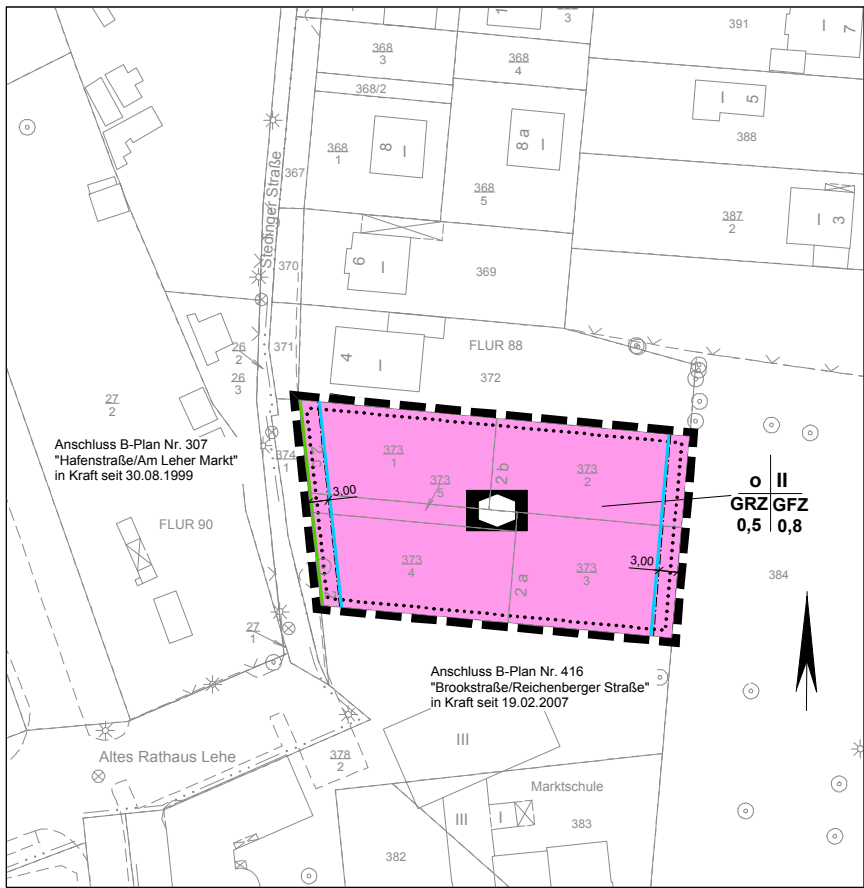 391
7
3
1
368
3
368
4
368/2
5
388
368
1
8
8 a
I
I
I
367
Stedinger Straße
368
5
387
2
I
3
6
I
369
370
371
FLUR 88
4
I
372
26
2
26
3
27
2
Anschluss B-Plan Nr. 307
"Hafenstraße/Am Leher Markt"
in Kraft seit 30.08.1999
374
1
373
1
373
5
2 b
373
2
o II
GRZ GFZ
0,5 0,8
3,00
FLUR 90
373
4
2 a
373
3
3,00
384
27
1
Anschluss B-Plan Nr. 416
"Brookstraße/Reichenberger Straße"
in Kraft seit 19.02.2007
Altes Rathaus Lehe
378
2
III
Marktschule
III
I
383
382